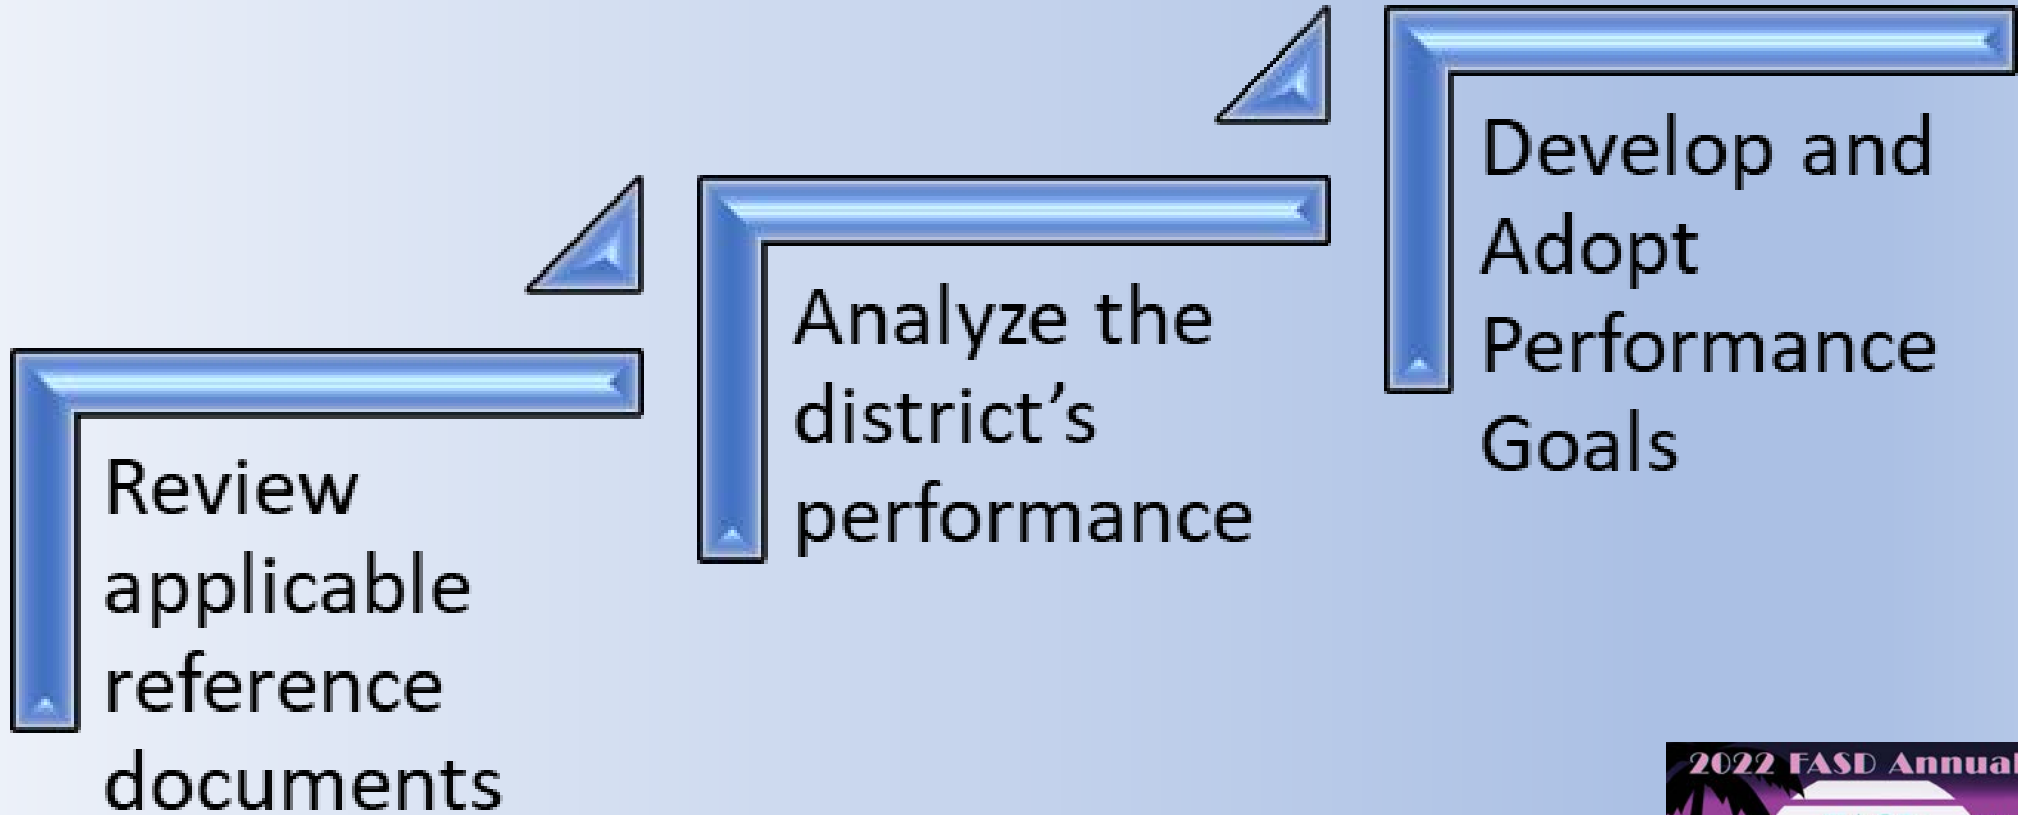 Review
applicable
reference
documents
Analyze the
district’s
performance
Develop and
Adopt
Performance
Goals
2022 FASD Annual